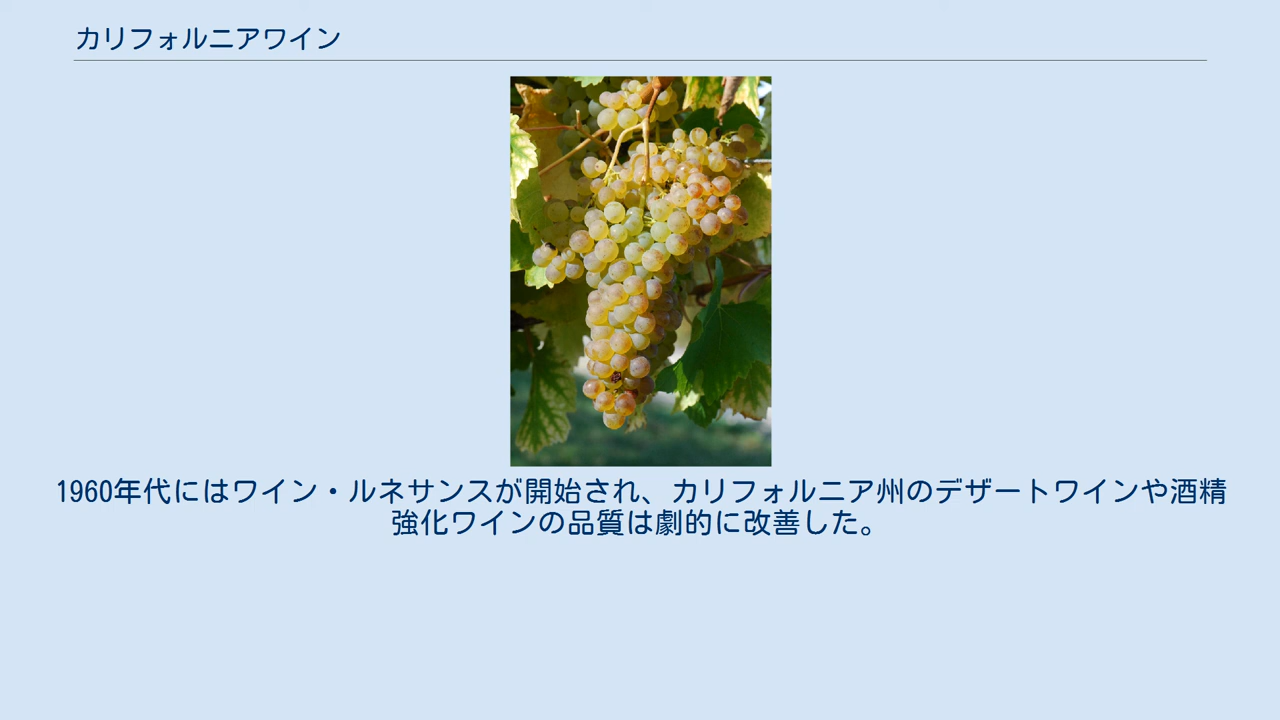 カリフォルニアワイン
1960年代にはワイン・ルネサンスが開始され、カリフォルニア州のデザートワインや酒精
強化ワインの品質は劇的に改善した。